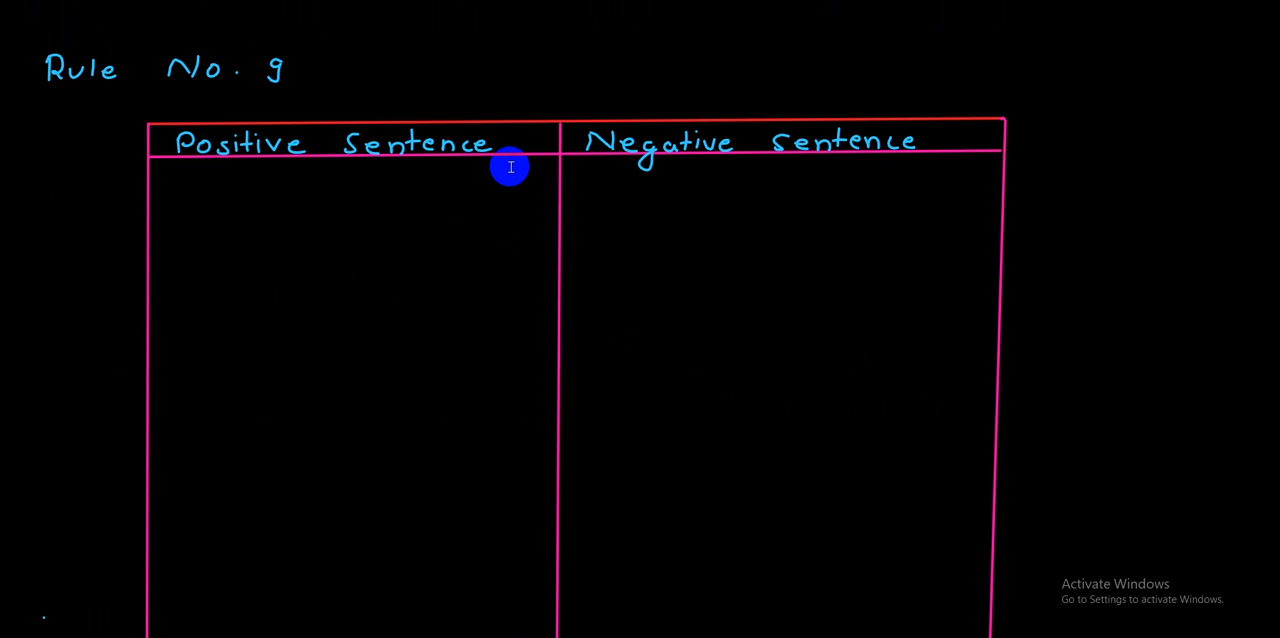 Rule No. 9
Positive Sentence Negative Sentence
Activate Windows
Go to Settings to activate Windows.